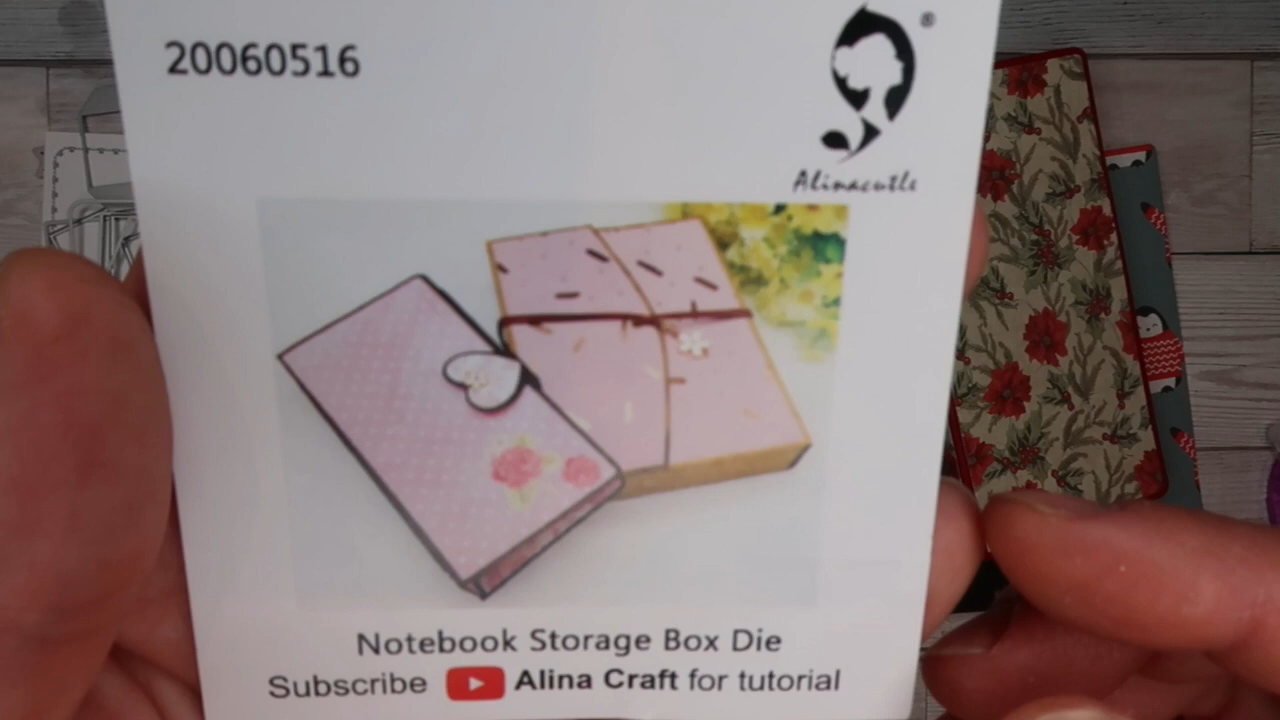 20060516
®
Alinacutle
Notebook Storage Box Die
Subscribe Alina Craft for tutorial